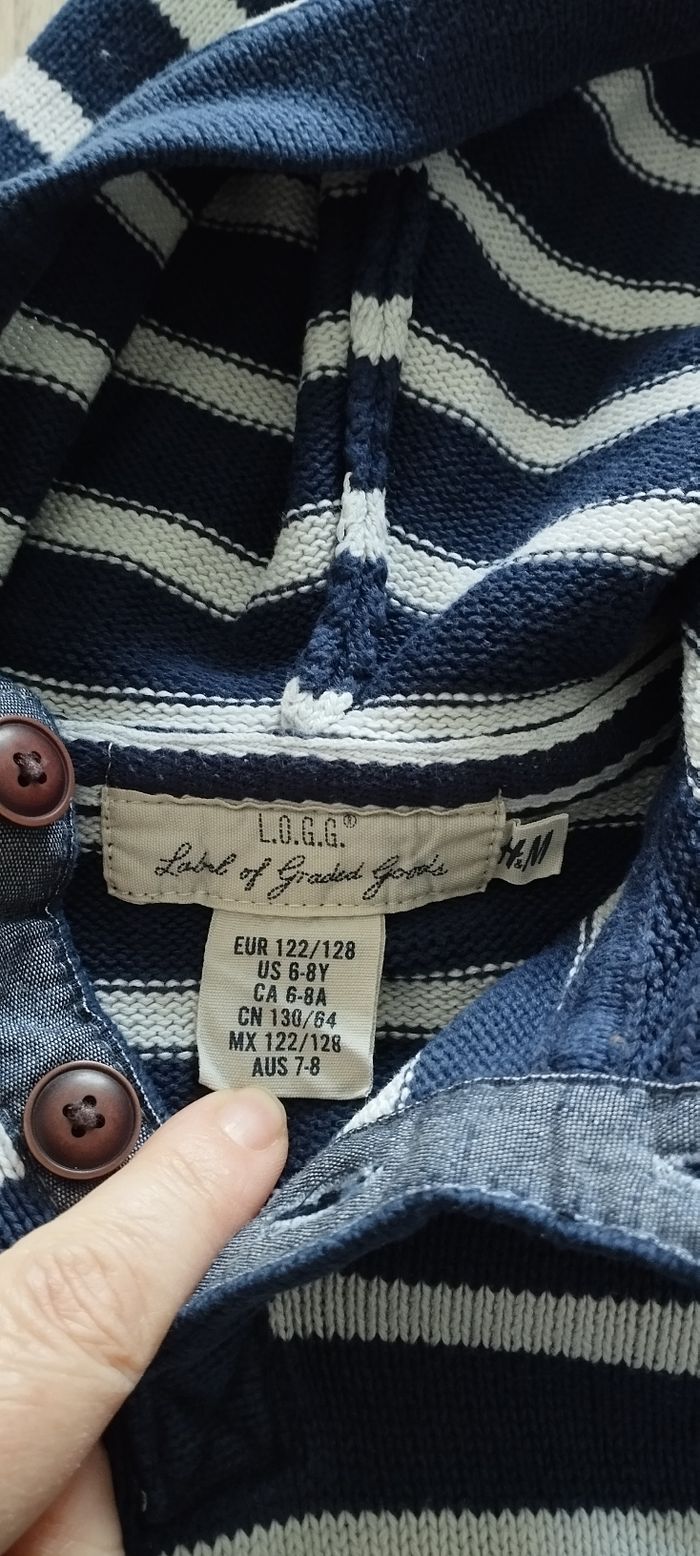 L.O.G.G.®
Label of Graded Goods
H&M
EUR 122/128
US 6-8Y
CA 6-8A
CN 130/64
MX 122/128
AUS 7-8